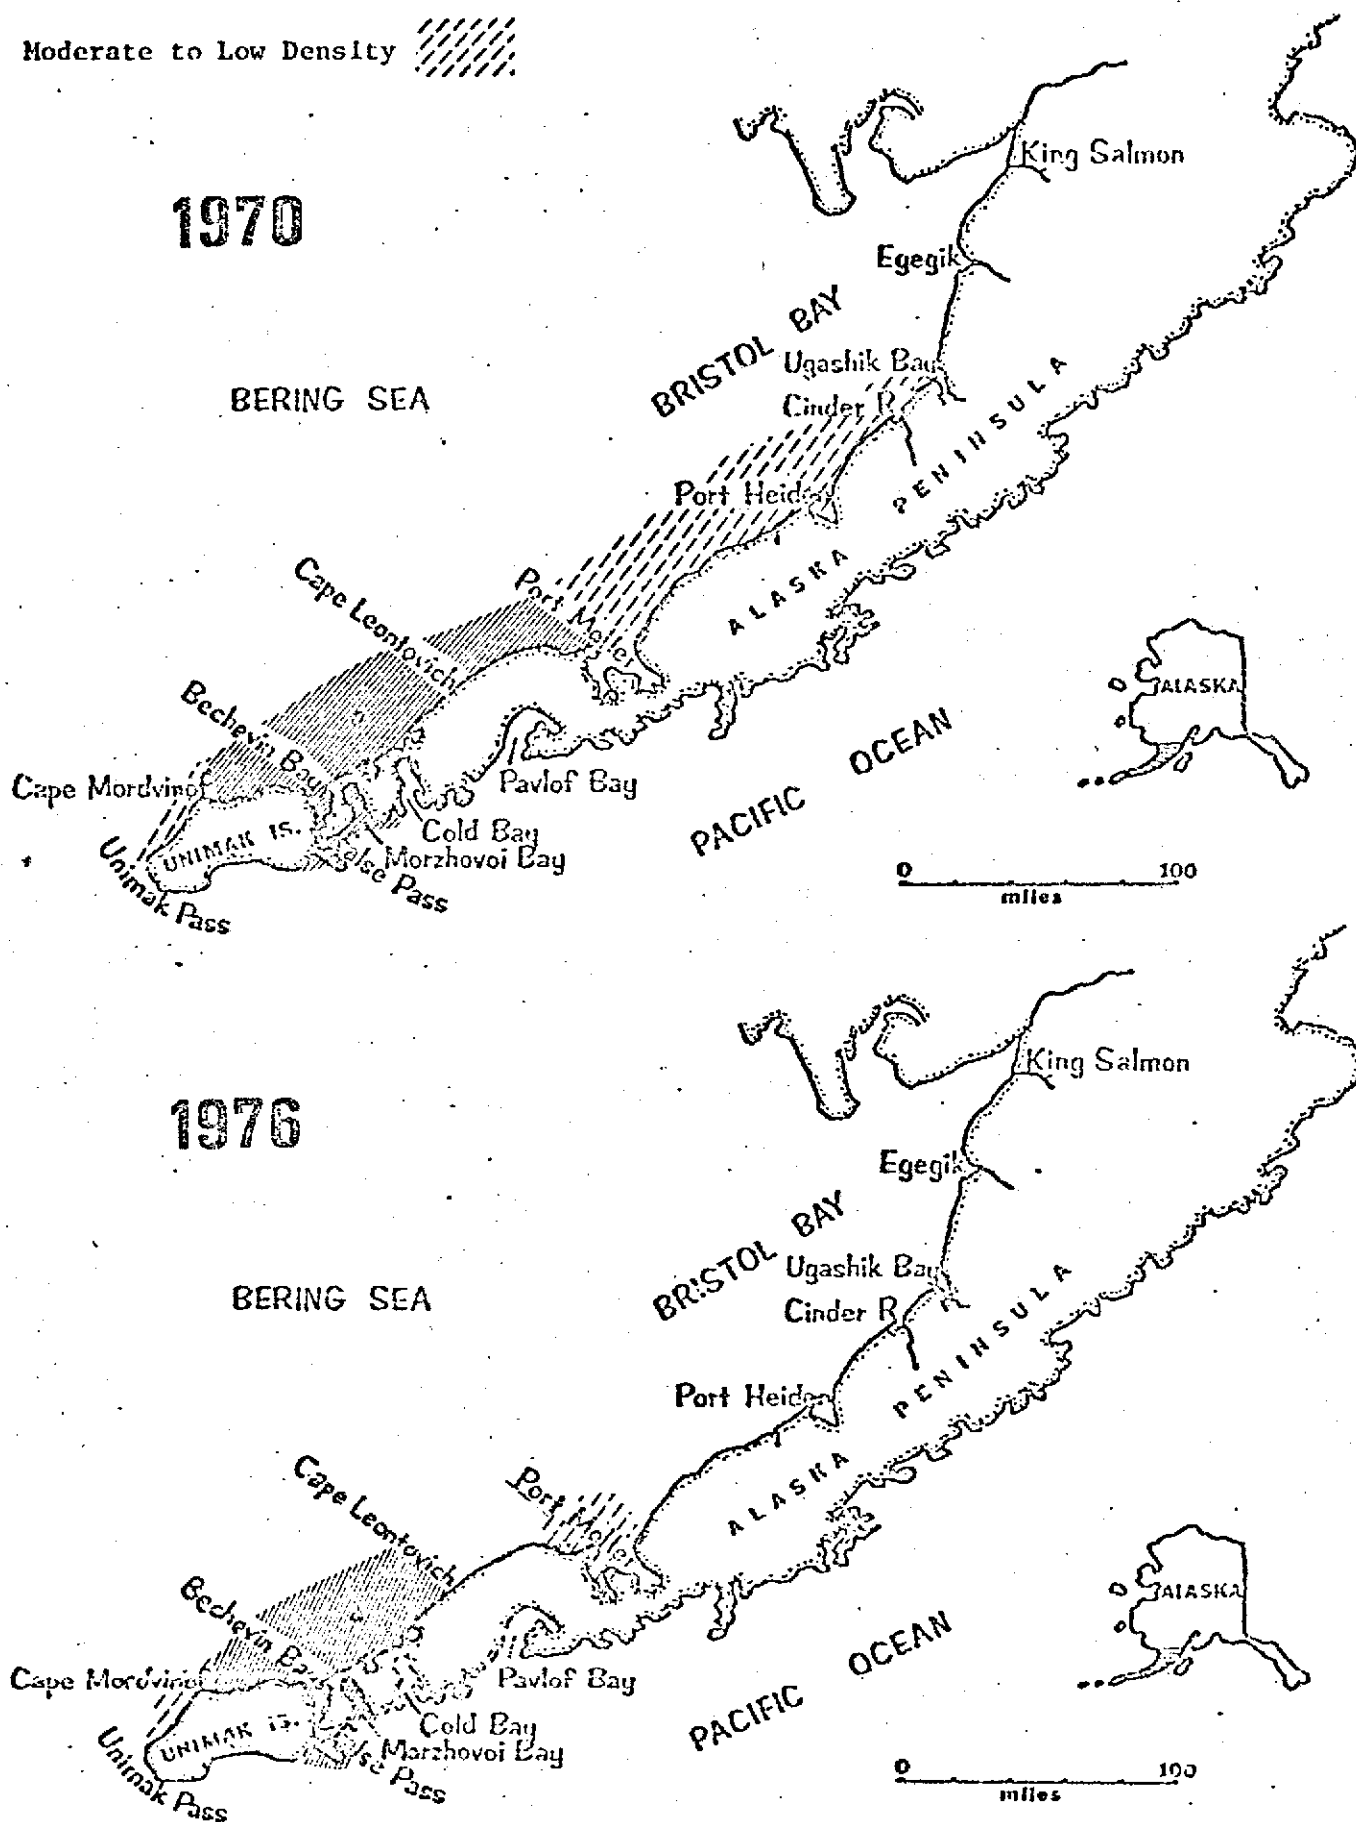 Moderate to Low Density
1970
King Salmon
Egegik
BRISTOL BAY
Ugashik Bay
BERING SEA
Cinder R
PENINSULA
Port Heiden
ALASKA
Cape Leontovich
Port Moller
ALASKA
Bechevin Bay
OCEAN
Cape Mordvinof
Pavlof Bay
PACIFIC
UNIMAK IS.
Cold Bay
Morzhovoi Bay
False Pass
Unimak Pass
0 100
miles
1976
King Salmon
Egegik
BRISTOL BAY
Ugashik Bay
BERING SEA
Cinder R
PENINSULA
Port Heiden
ALASKA
Cape Leontovich
Port Moller
ALASKA
Bechevin Bay
OCEAN
Cape Mordvinof
Pavlof Bay
PACIFIC
UNIMAK IS.
Cold Bay
Morzhovoi Bay
False Pass
Unimak Pass
0 100
miles